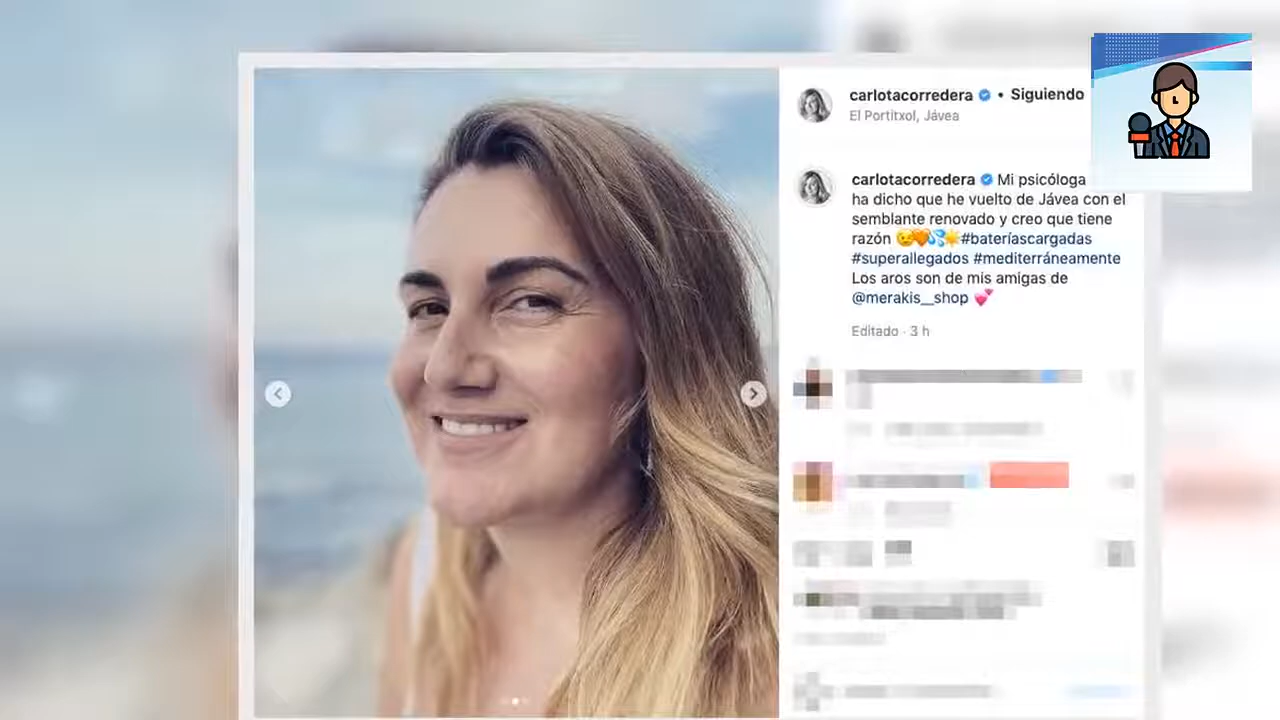 carlotacorredera • Siguiendo
El Portitxol, Jávea
carlotacorredera Mi psicóloga
ha dicho que he vuelto de Jávea con el
semblante renovado y creo que tiene
razón 😉🧡💦☀️#bateríascargadas
#superallegados #mediterráneamente
Los aros son de mis amigas de
@merakis__shop 💕
Editado · 3 h